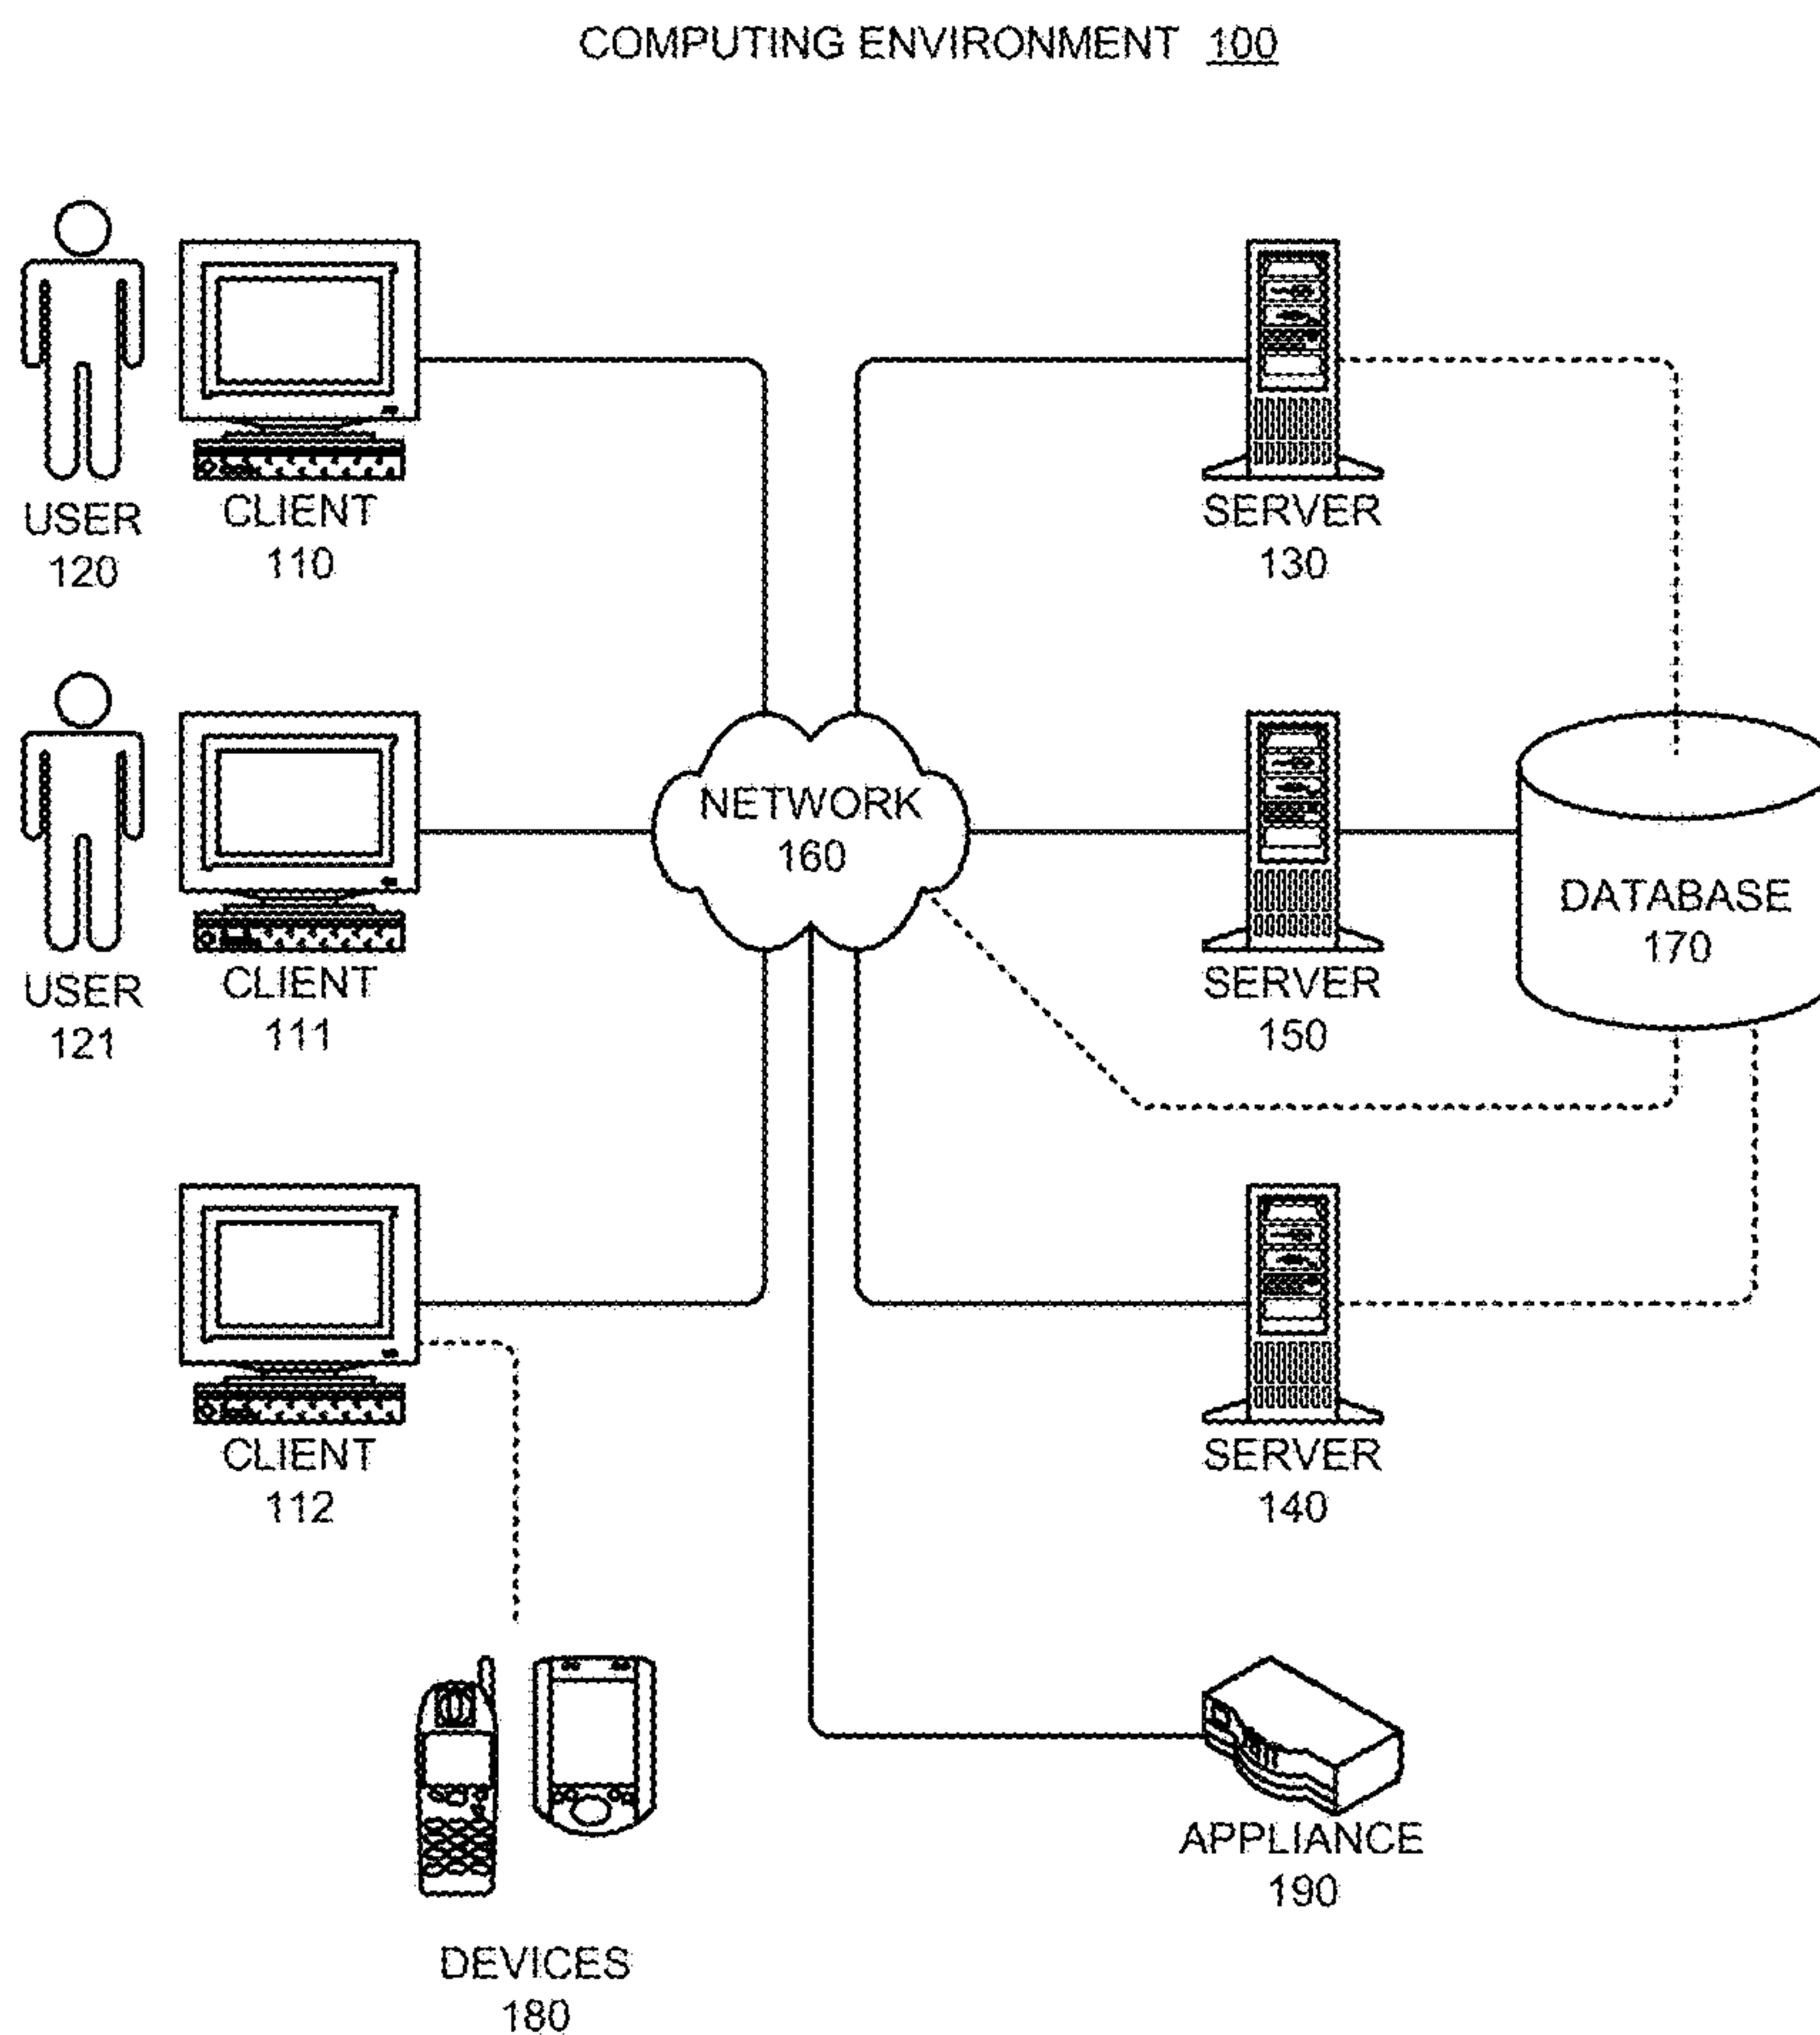 COMPUTING ENVIRONMENT 100
USER
120
CLIENT
110
SERVER
130
NETWORK
160
DATABASE
170
USER
121
CLIENT
111
SERVER
150
CLIENT
112
SERVER
140
APPLIANCE
190
DEVICES
180